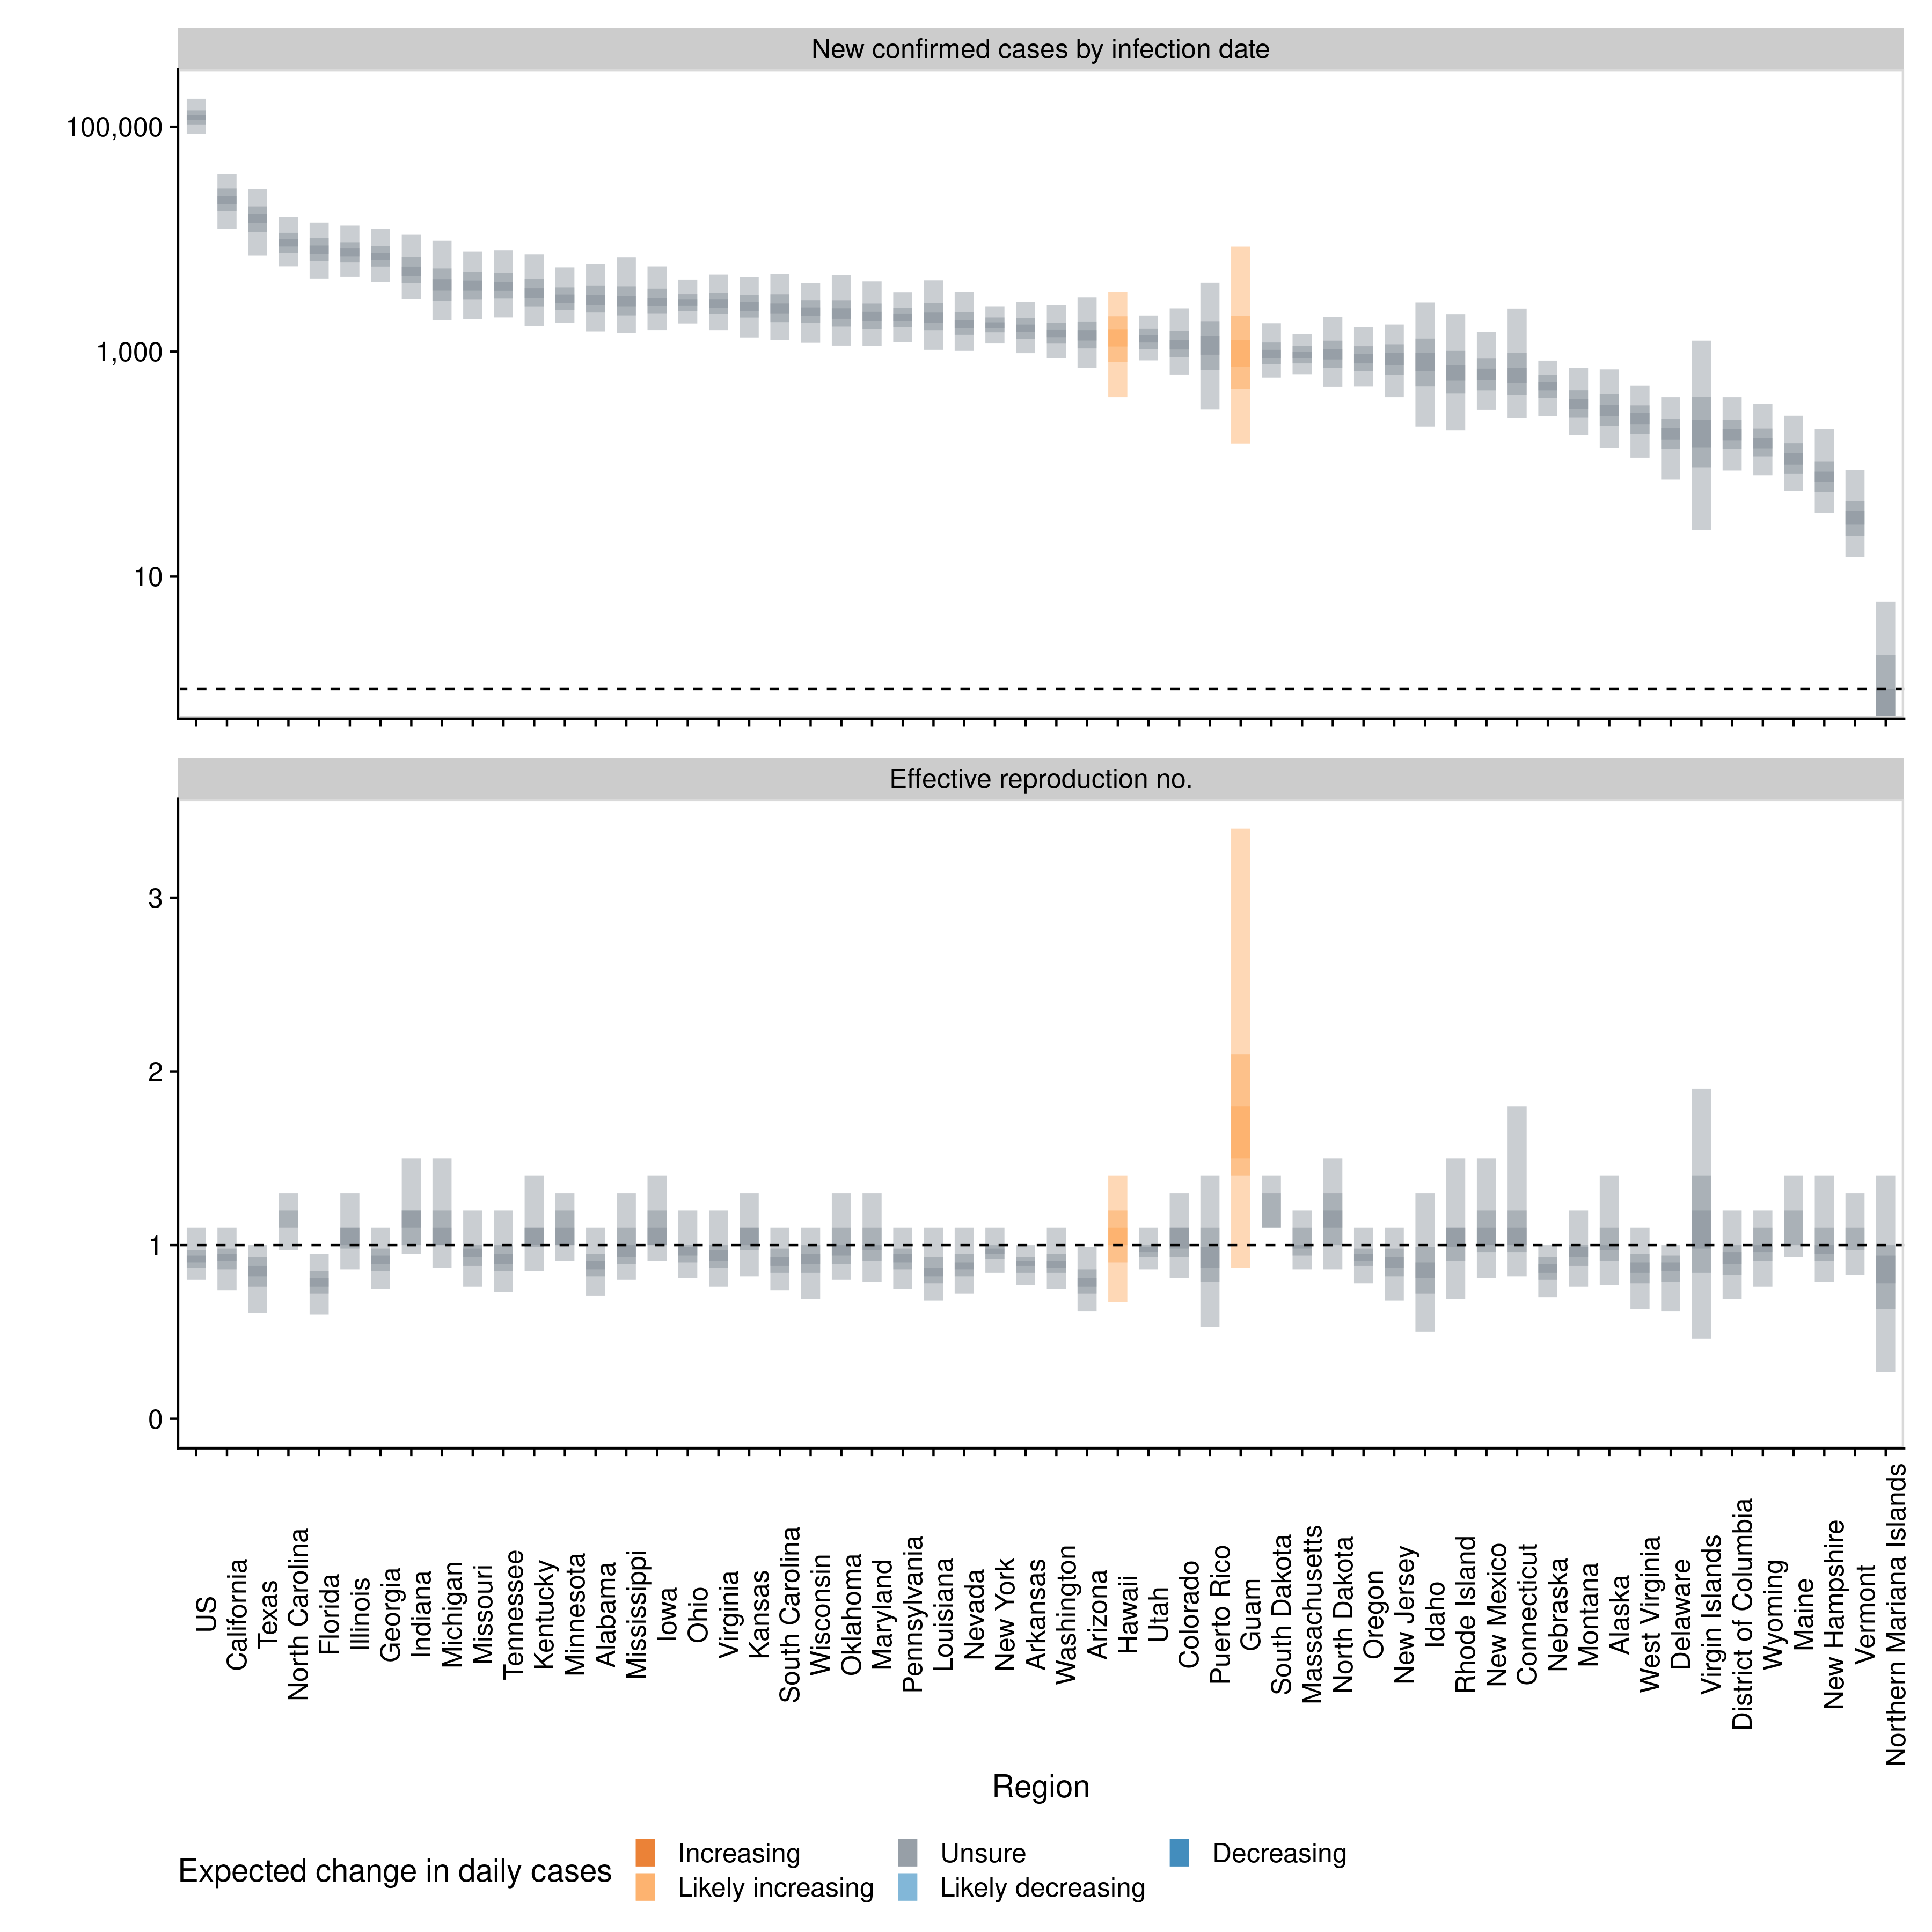 New confirmed cases by infection date
100,000
1,000
10
Effective reproduction no.
3
2
1
0
US
California
Texas
North Carolina
Florida
Illinois
Georgia
Indiana
Michigan
Missouri
Tennessee
Kentucky
Minnesota
Alabama
Mississippi
Iowa
Ohio
Virginia
Kansas
South Carolina
Wisconsin
Oklahoma
Maryland
Pennsylvania
Louisiana
Nevada
New York
Arkansas
Washington
Arizona
Hawaii
Utah
Colorado
Puerto Rico
Guam
South Dakota
Massachusetts
North Dakota
Oregon
New Jersey
Idaho
Rhode Island
New Mexico
Connecticut
Nebraska
Montana
Alaska
West Virginia
Delaware
Virgin Islands
District of Columbia
Wyoming
Maine
New Hampshire
Vermont
Northern Mariana Islands
Region
Expected change in daily cases
Increasing
Likely increasing
Unsure
Likely decreasing
Decreasing